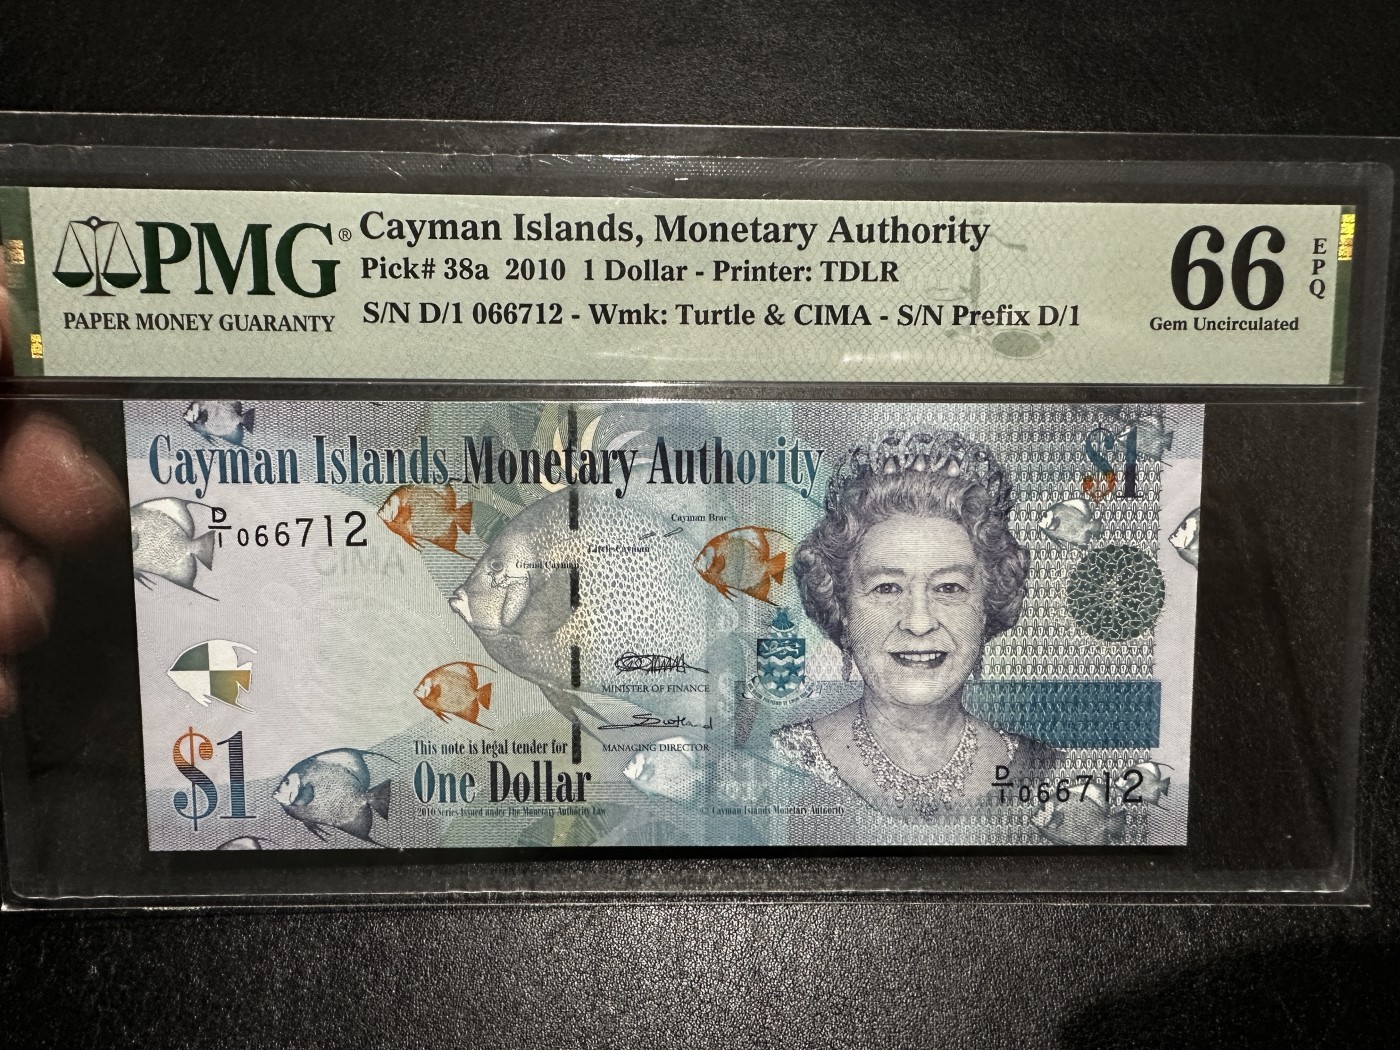 PMG®
PAPER MONEY GUARANTY
Cayman Islands, Monetary Authority
Pick# 38a 2010 1 Dollar - Printer: TDLR
S/N D/1 066712 - Wmk: Turtle & CIMA - S/N Prefix D/1
66
EPQ
Gem Uncirculated
Cayman Islands Monetary Authority
$1
D/1 066712
Cayman Brac
Little Cayman
Grand Cayman
MINISTER OF FINANCE
MANAGING DIRECTOR
$1
This note is legal tender for
One Dollar
2010 Series Issued under The Monetary Authority Law
© Cayman Islands Monetary Authority
D/1 066712